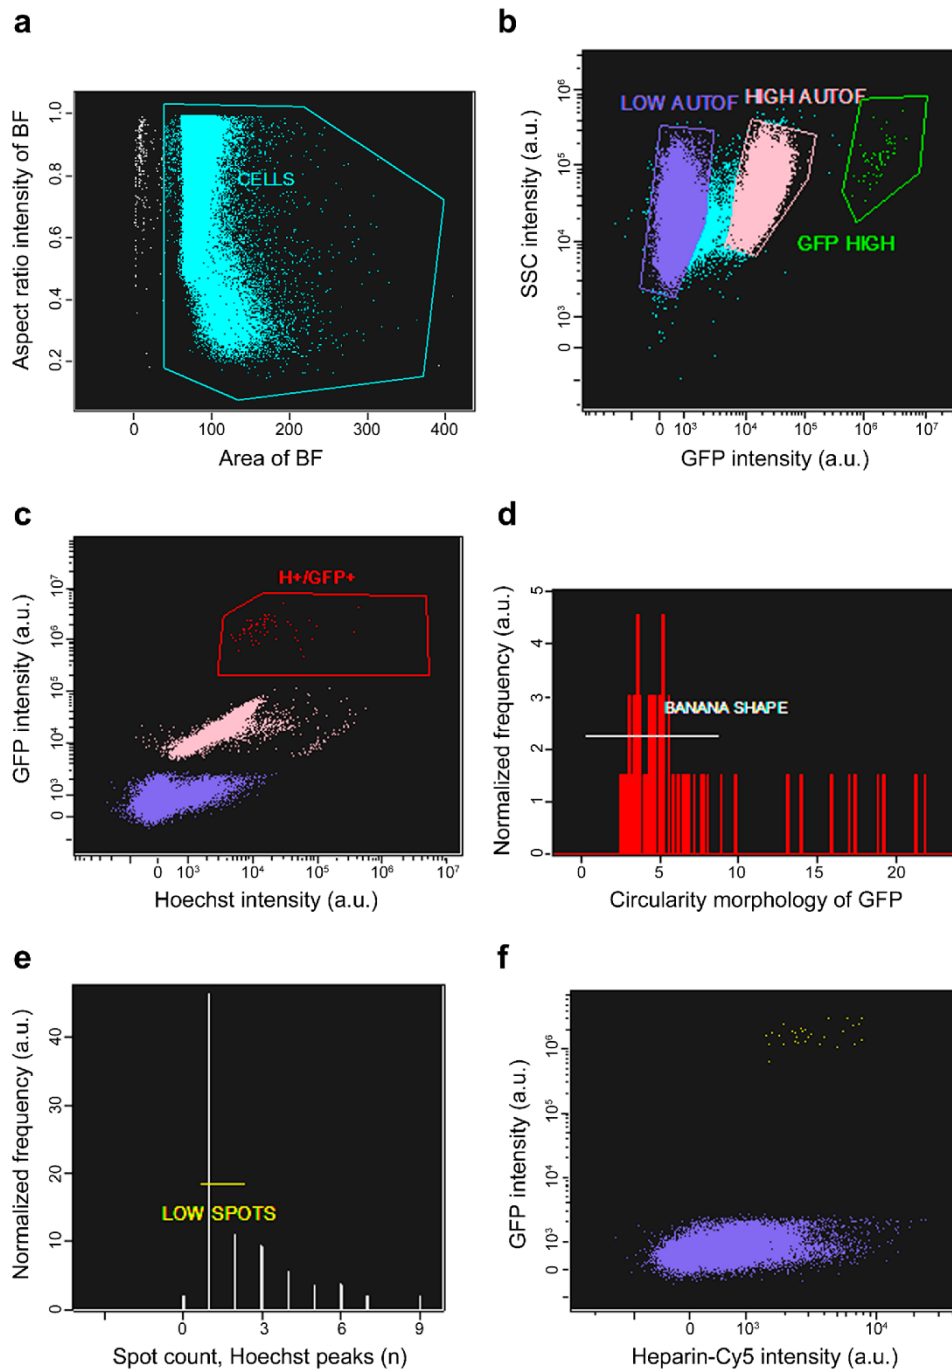 a
1.0
0.8
0.6
0.4
0.2
Aspect ratio intensity of BF
CELLS
0 100 200 300 400
Area of BF
b
10⁶
10⁵
10⁴
10³
0
SSC intensity (a.u.)
LOW AUTOF
HIGH AUTOF
GFP HIGH
0 10³ 10⁴ 10⁵ 10⁶ 10⁷
GFP intensity (a.u.)
c
10⁷
10⁶
10⁵
10⁴
10³
0
GFP intensity (a.u.)
H+/GFP+
0 10³ 10⁴ 10⁵ 10⁶ 10⁷
Hoechst intensity (a.u.)
d
5
4
3
2
1
0
Normalized frequency (a.u.)
BANANA SHAPE
0 5 10 15 20
Circularity morphology of GFP
e
40
30
20
10
0
Normalized frequency (a.u.)
LOW SPOTS
0 3 6 9
Spot count, Hoechst peaks (n)
f
10⁶
10⁵
10⁴
10³
0
GFP intensity (a.u.)
0 10³ 10⁴
Heparin-Cy5 intensity (a.u.)